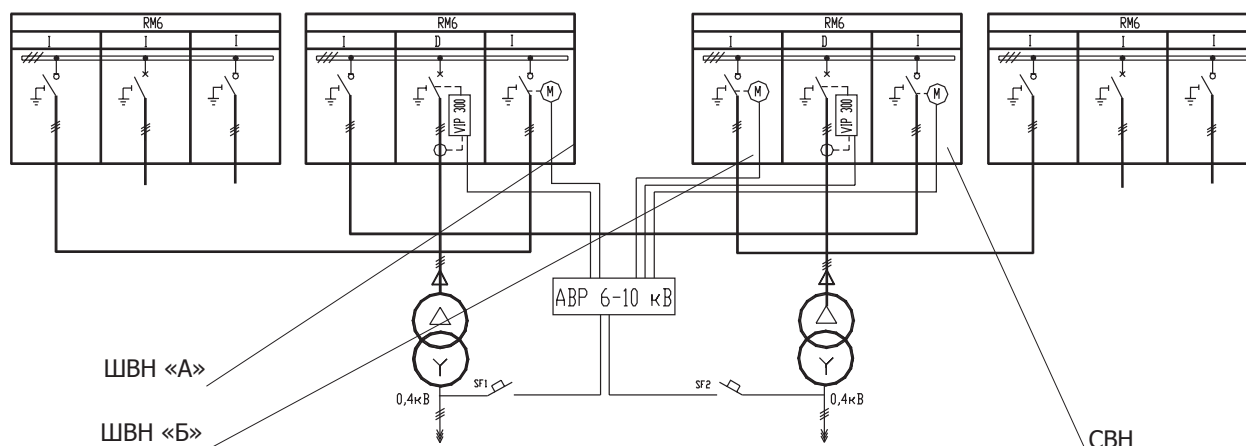 RM6 RM6 RM6 RM6
I I I I D I I D I I I I
M M M
VIP 300 VIP 300
АВР 6-10 кВ
ШВН «А»
SF1 SF2
0,4кВ 0,4кВ
ШВН «Б» СВН